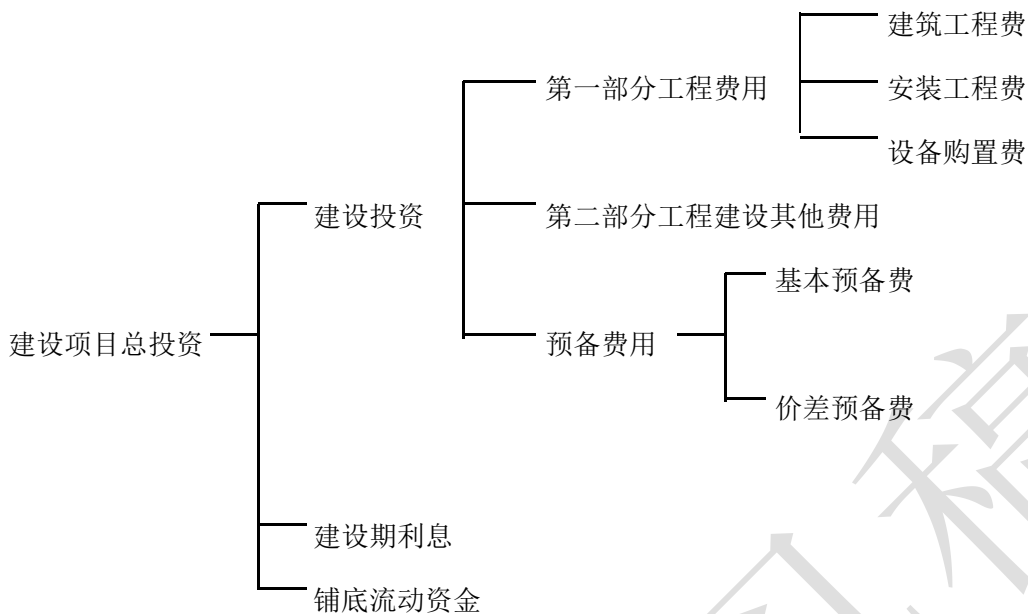 建筑工程费
第一部分工程费用
安装工程费
设备购置费
建设投资
第二部分工程建设其他费用
基本预备费
建设项目总投资
预备费用
价差预备费
建设期利息
铺底流动资金
稿